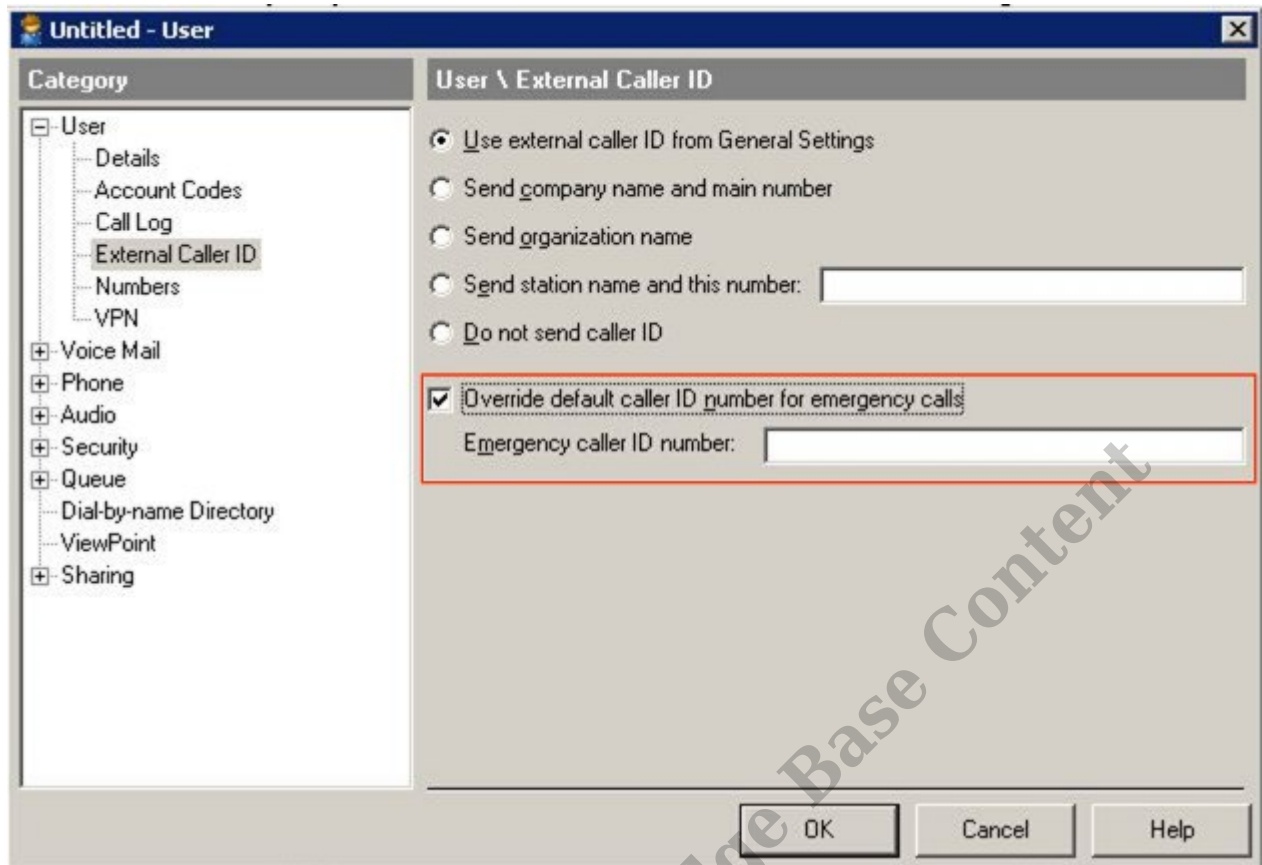 Untitled - User
Category
User
Details
Account Codes
Call Log
External Caller ID
Numbers
VPN
Voice Mail
Phone
Audio
Security
Queue
Dial-by-name Directory
ViewPoint
Sharing
User \ External Caller ID
Use external caller ID from General Settings
Send company name and main number
Send organization name
Send station name and this number:
Do not send caller ID
Override default caller ID number for emergency calls
Emergency caller ID number:
OK
Cancel
Help
Base Content